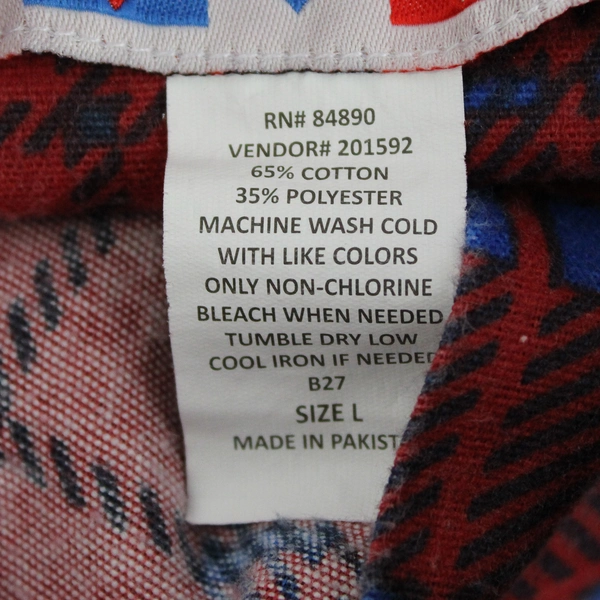 RN# 84890
VENDOR# 201592
65% COTTON
35% POLYESTER
MACHINE WASH COLD
WITH LIKE COLORS
ONLY NON-CHLORINE
BLEACH WHEN NEEDED
TUMBLE DRY LOW
COOL IRON IF NEEDED
B27
SIZE L
MADE IN PAKIST